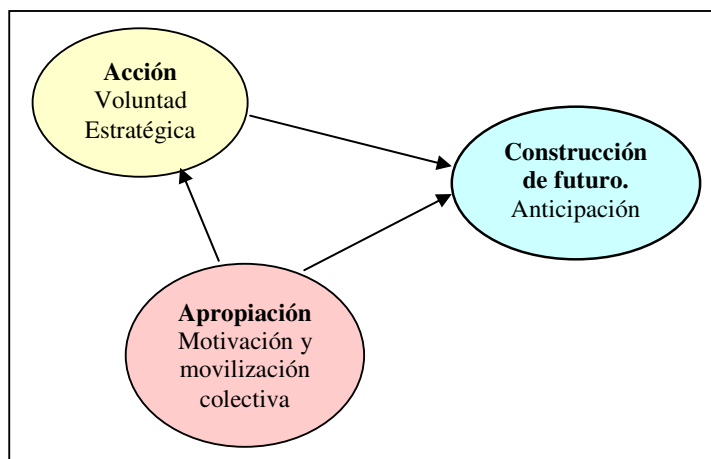 Acción
Voluntad
Estratégica
Construcción
de futuro.
Anticipación
Apropiación
Motivación y
movilización
colectiva